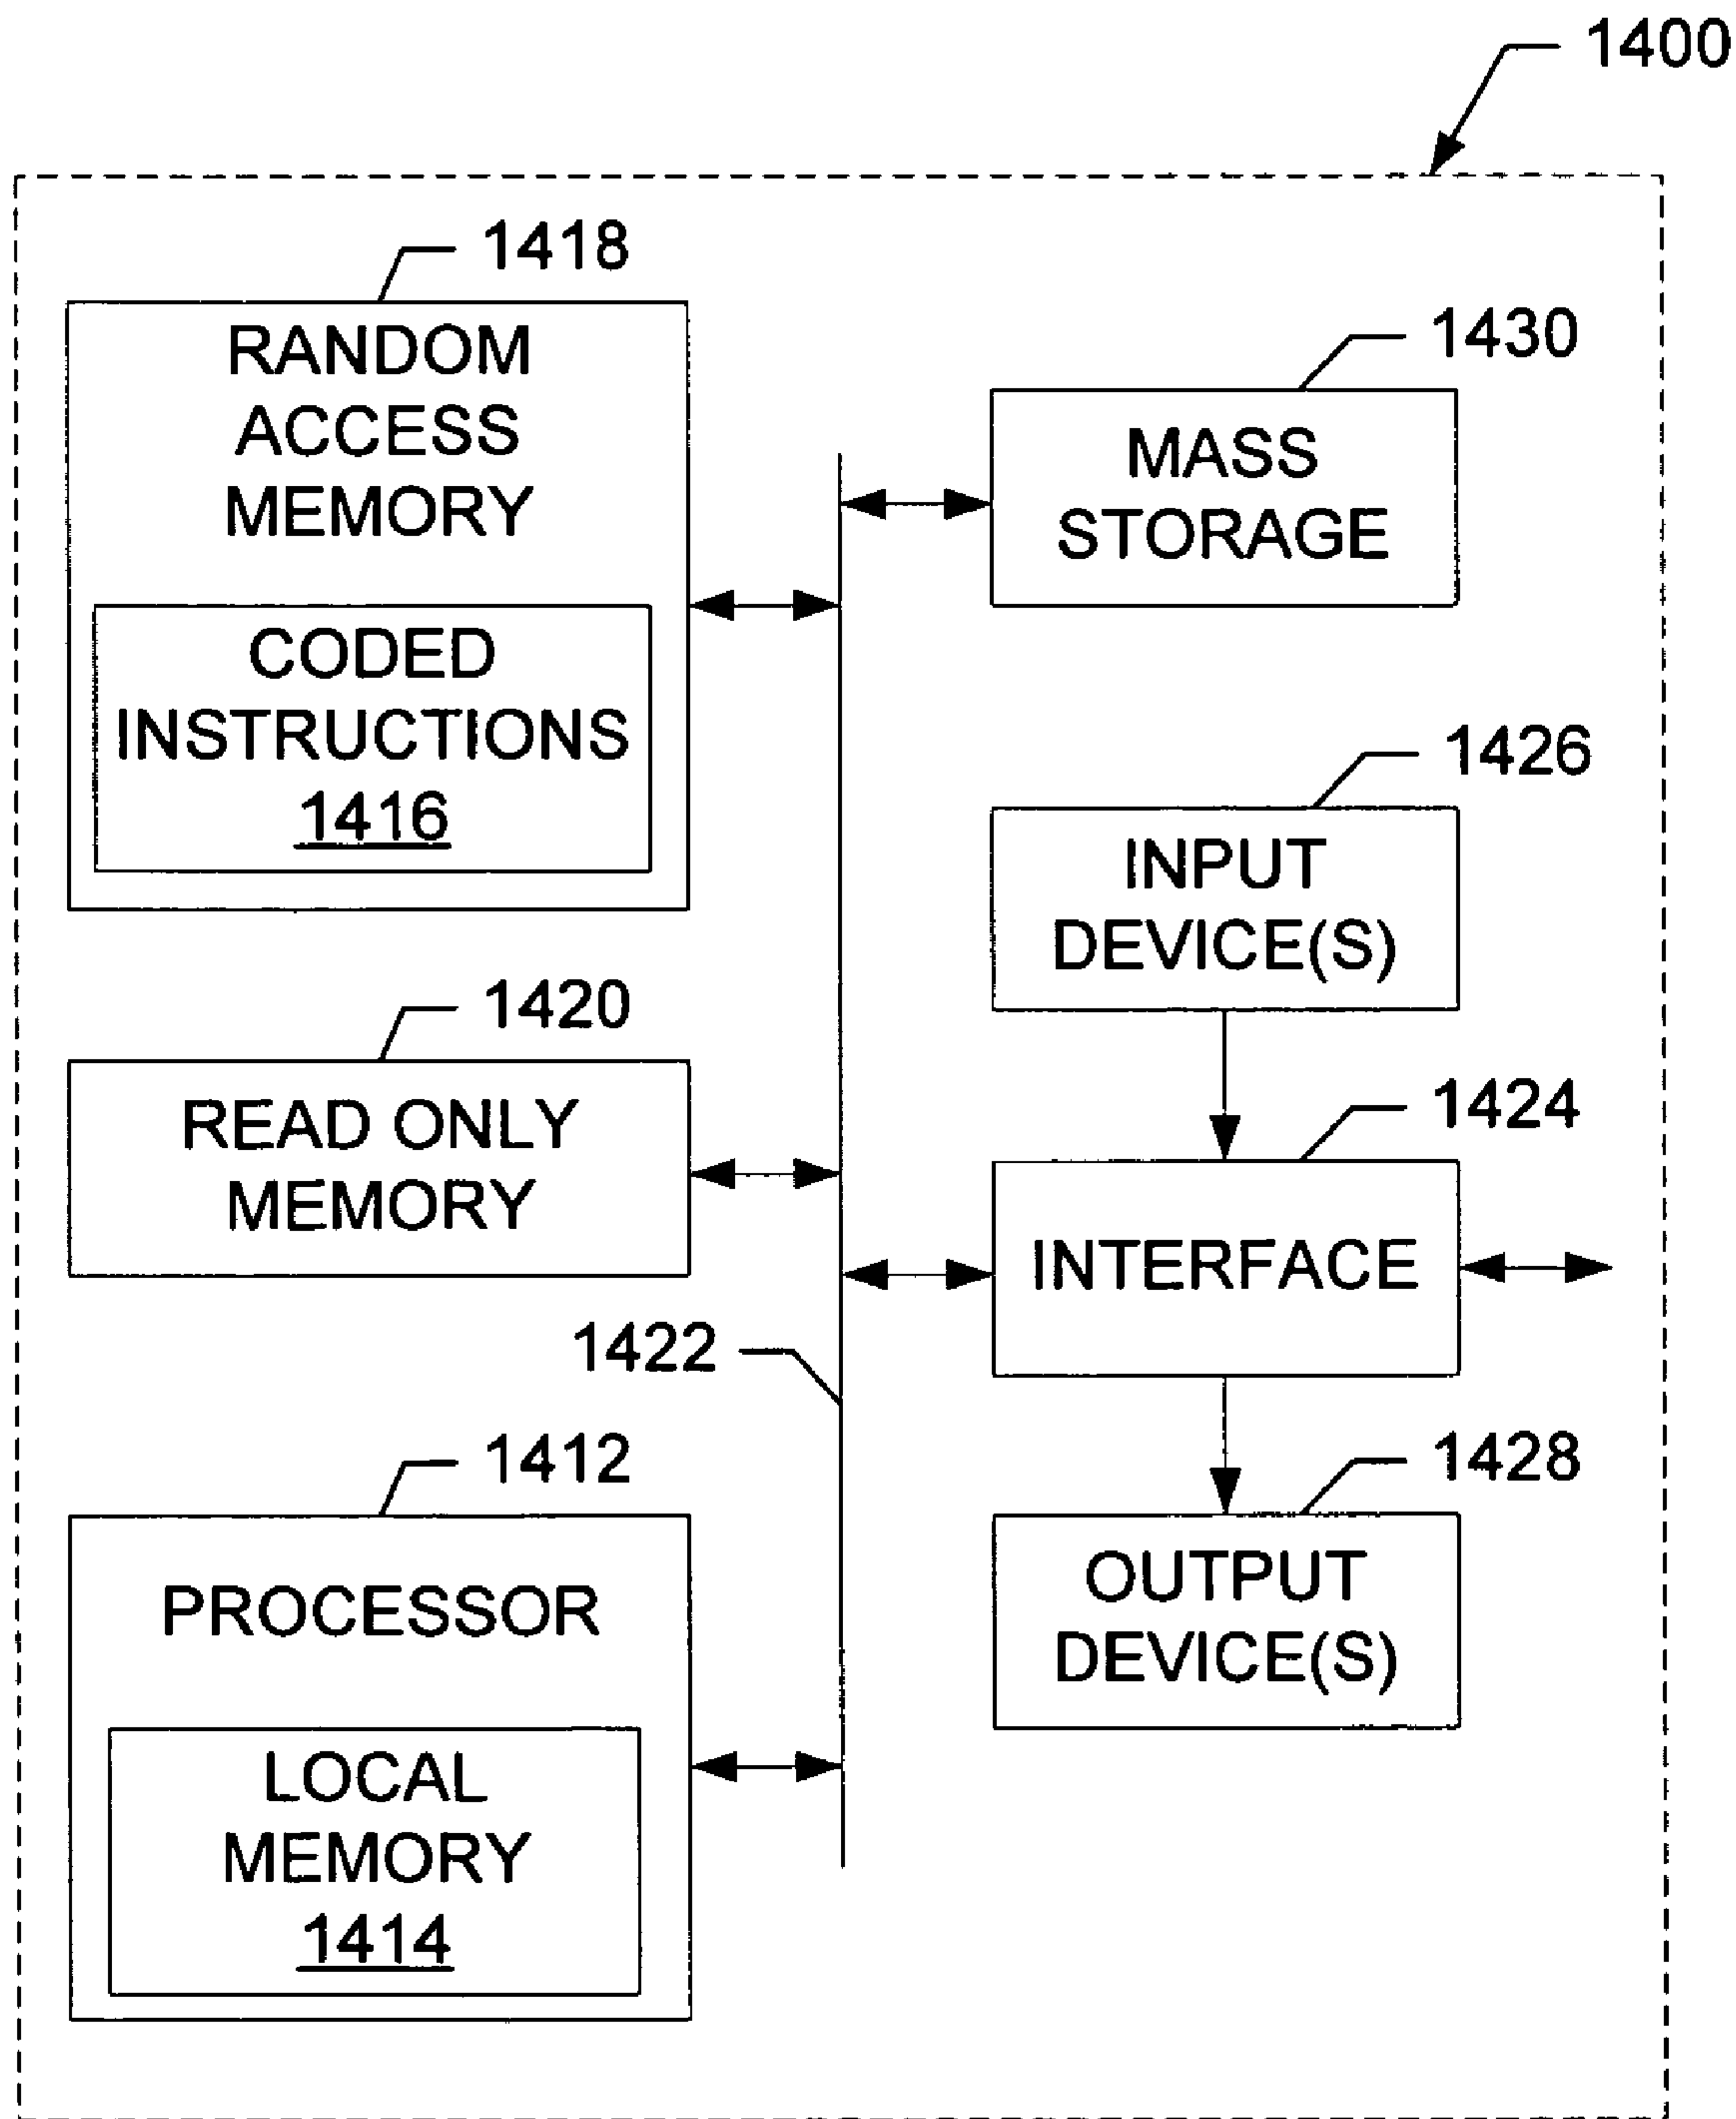 1400
1418
RANDOM
ACCESS
MEMORY
CODED
INSTRUCTIONS
1416
1430
MASS
STORAGE
1426
INPUT
DEVICE(S)
1420
READ ONLY
MEMORY
1424
INTERFACE
1422
1412
PROCESSOR
LOCAL
MEMORY
1414
1428
OUTPUT
DEVICE(S)